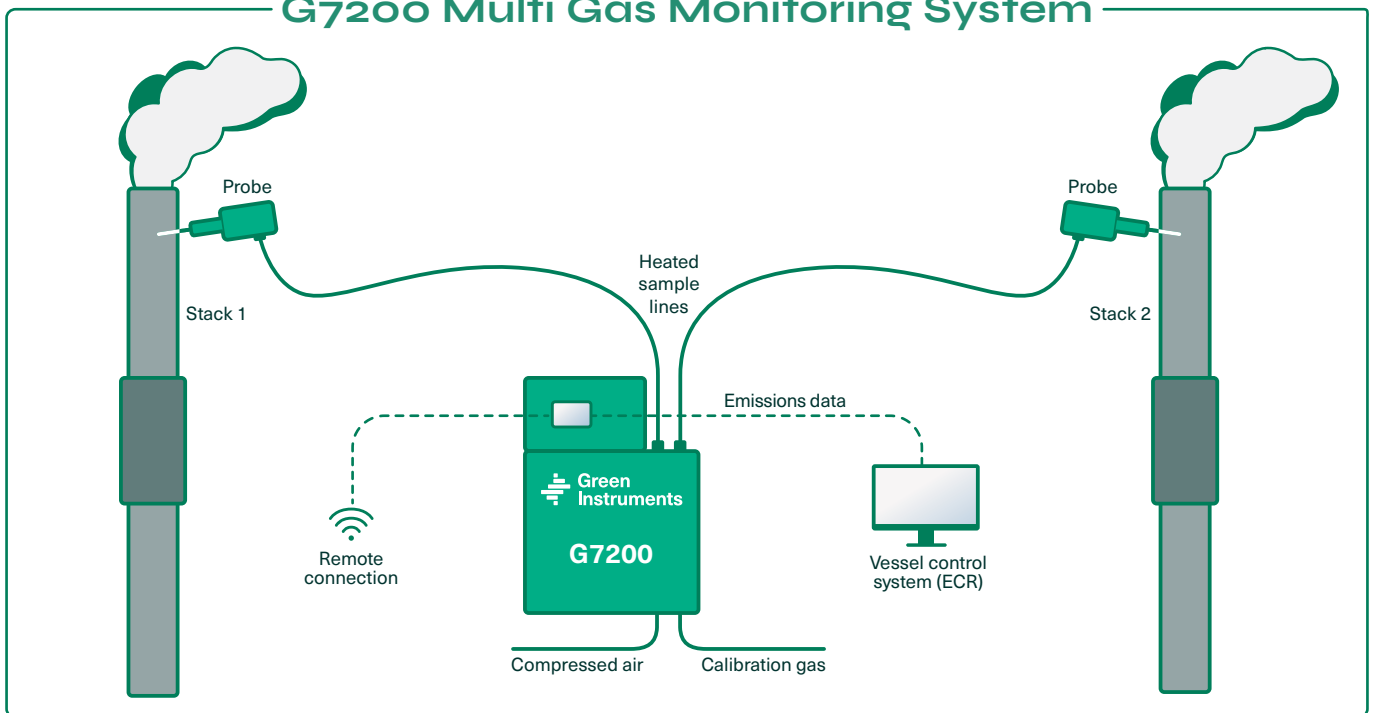 G7200 Multi Gas Monitoring System
Probe
Probe
Heated
sample
lines
Stack 1
Stack 2
Emissions data
Green
Instruments
G7200
Remote
connection
Vessel control
system (ECR)
Compressed air
Calibration gas